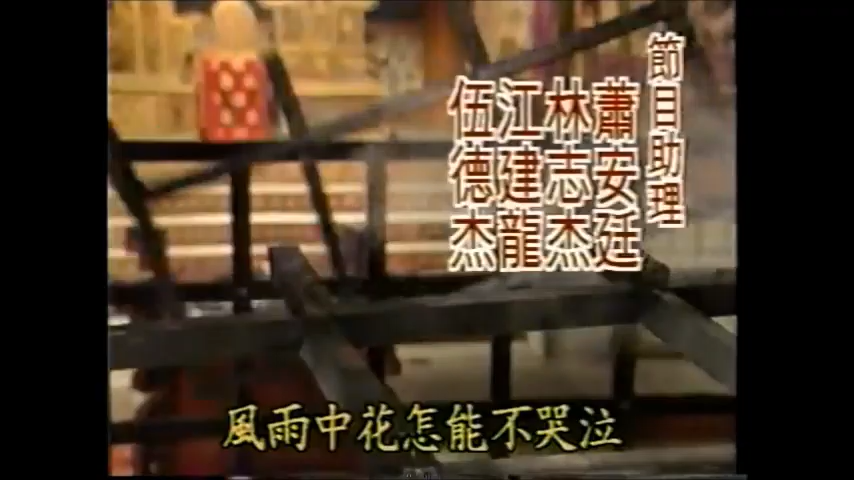 節目助理
蕭安廷
林志杰
江建龍
伍德杰
風雨中花怎能不哭泣